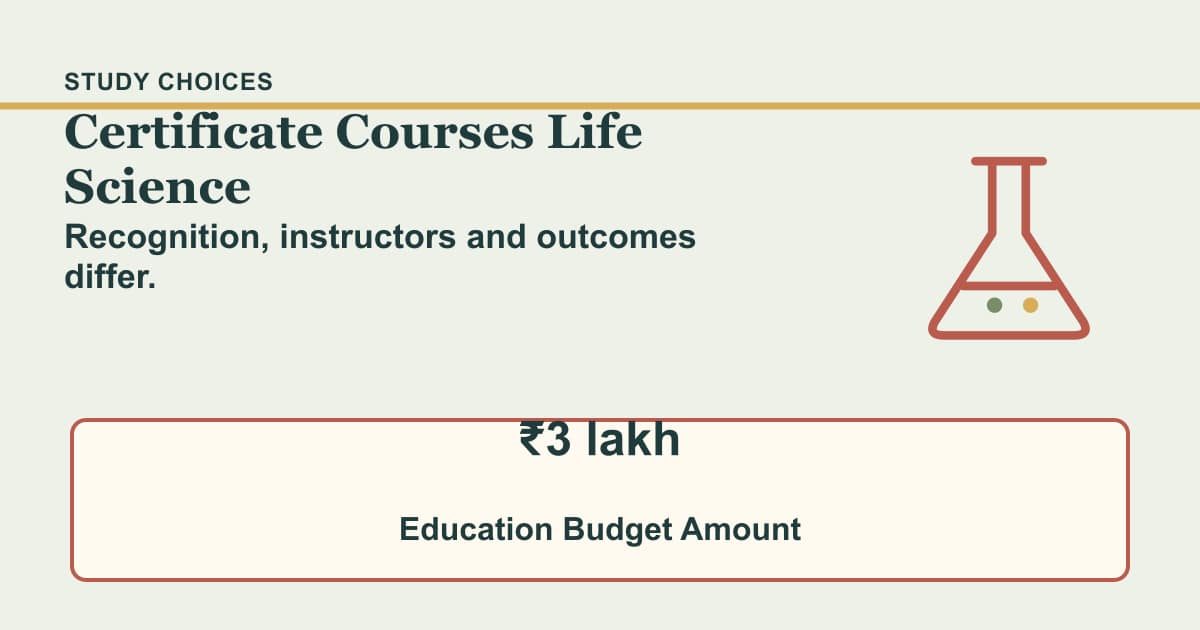 STUDY CHOICES
Certificate Courses Life
Science
Recognition, instructors and outcomes
differ.
₹3 lakh
Education Budget Amount